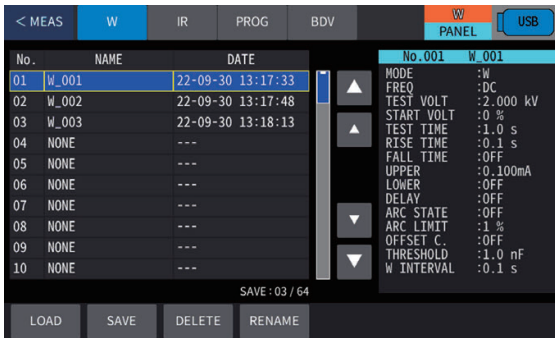 < MEAS W IR PROG BDV W PANEL USB
No. NAME DATE
01 W_001 22-09-30 13:17:33
02 W_002 22-09-30 13:17:48
03 W_003 22-09-30 13:18:13
04 NONE ---
05 NONE ---
06 NONE ---
07 NONE ---
08 NONE ---
09 NONE ---
10 NONE ---
SAVE : 03 / 64
No.001 W_001
MODE :W
FREQ :DC
TEST VOLT :2.000 kV
START VOLT :0 %
TEST TIME :1.0 s
RISE TIME :0.1 s
FALL TIME :OFF
UPPER :0.100mA
LOWER :OFF
DELAY :OFF
ARC STATE :OFF
ARC LIMIT :1 %
OFFSET C. :OFF
THRESHOLD :1.0 nF
W INTERVAL :0.1 s
LOAD SAVE DELETE RENAME